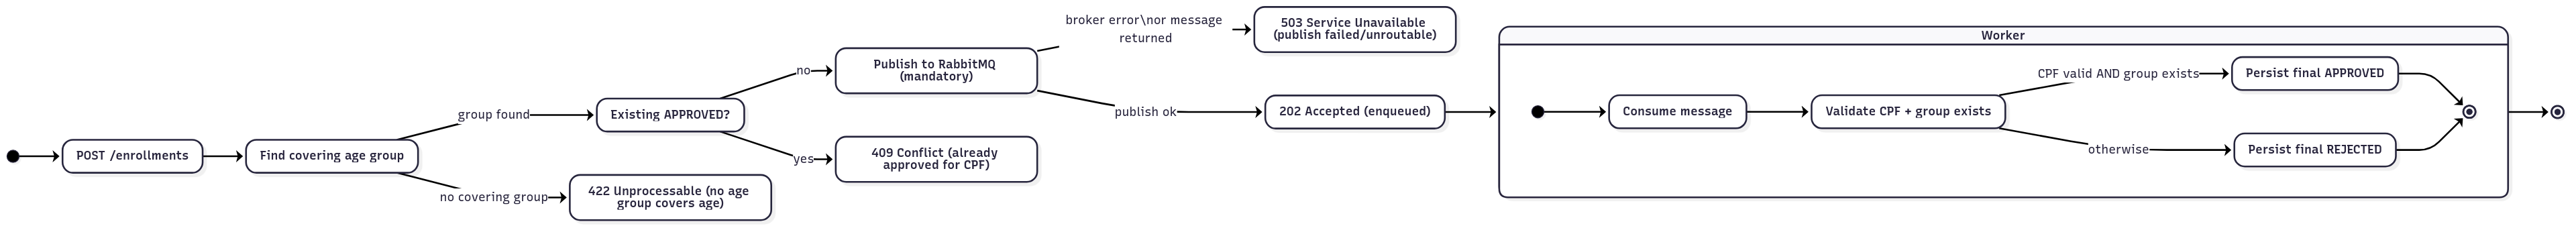 POST /enrollments
Find covering age group
group found
no covering group
422 Unprocessable (no age
group covers age)
Existing APPROVED?
no
yes
Publish to RabbitMQ
(mandatory)
409 Conflict (already
approved for CPF)
broker error\nor message
returned
publish ok
503 Service Unavailable
(publish failed/unroutable)
202 Accepted (enqueued)
Worker
Consume message
Validate CPF + group exists
CPF valid AND group exists
otherwise
Persist final APPROVED
Persist final REJECTED